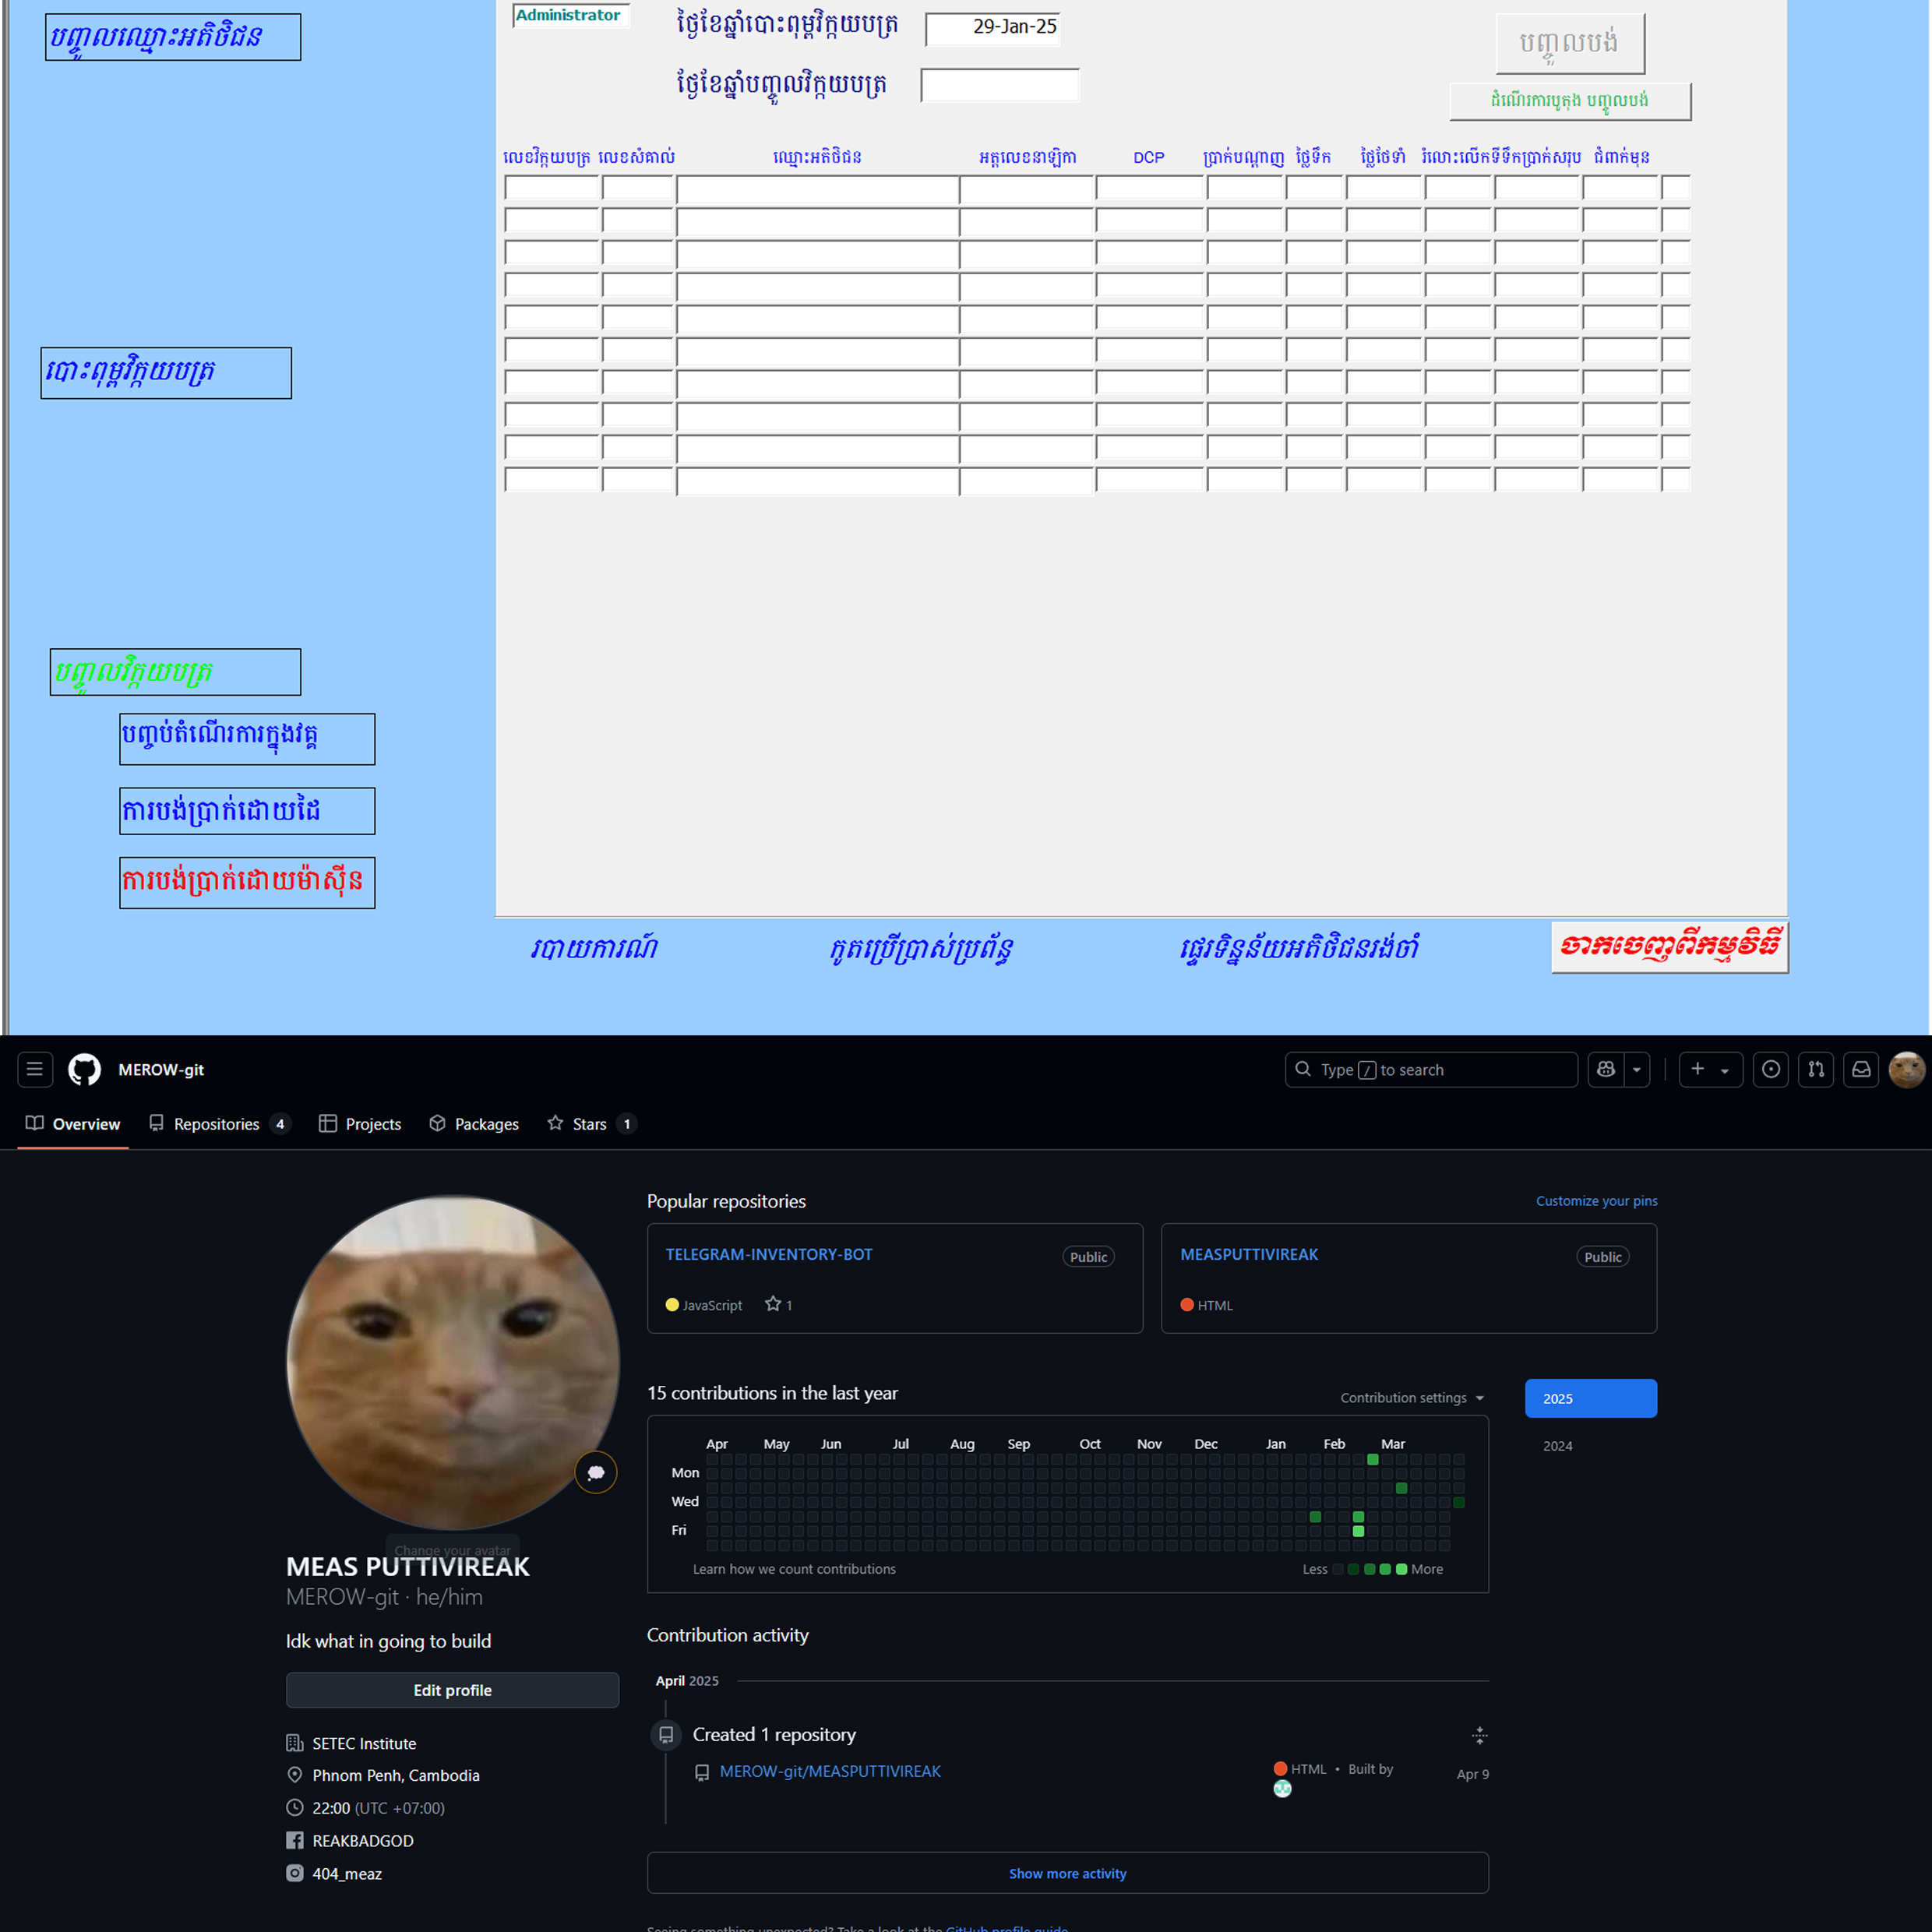 បញ្ចូលឈ្មោះអតិថិជន
Administrator
ថ្ងៃខែឆ្នាំបោះពុម្ពវិក្កយបត្រ
29-Jan-25
បញ្ចូលបង់
ថ្ងៃខែឆ្នាំបញ្ចូលវិក្កយបត្រ
ដំណើរការបូតុង បញ្ចូលបង់
លេខវិក្កយបត្រ លេខសំគាល់ ឈ្មោះអតិថិជន អត្តលេខនាឡិកា DCP ប្រាក់បណ្តាញ ថ្លៃទឹក ថ្លៃថែទាំ រំលោះលើកទី ទឹកប្រាក់សរុប ជំពាក់មុន
បោះពុម្ពវិក្កយបត្រ
បញ្ចូលវិក្កយបត្រ
បញ្ចប់តំណើរការក្នុងវគ្គ
ការបង់ប្រាក់ដោយដៃ
ការបង់ប្រាក់ដោយម៉ាស៊ីន
របាយការណ៍
កូតប្រើប្រាស់ប្រព័ន្ធ
ផ្ទេរទិន្នន័យអតិថិជនរង់ចាំ
ចាកចេញពីកម្មវិធី
MEROW-git
Type / to search
Overview
Repositories 4
Projects
Packages
Stars 1
Popular repositories
Customize your pins
TELEGRAM-INVENTORY-BOT
Public
JavaScript
1
MEASPUTTIVIREAK
Public
HTML
15 contributions in the last year
Contribution settings
2025
2024
Apr May Jun Jul Aug Sep Oct Nov Dec Jan Feb Mar
Mon
Wed
Fri
Learn how we count contributions
Less
More
Change your avatar
MEAS PUTTIVIREAK
MEROW-git · he/him
Idk what in going to build
Edit profile
SETEC Institute
Phnom Penh, Cambodia
22:00 (UTC +07:00)
REAKBADGOD
404_meaz
Contribution activity
April 2025
Created 1 repository
MEROW-git/MEASPUTTIVIREAK
HTML • Built by
Apr 9
Show more activity
Seeing something unexpected? Take a look at the GitHub profile guide